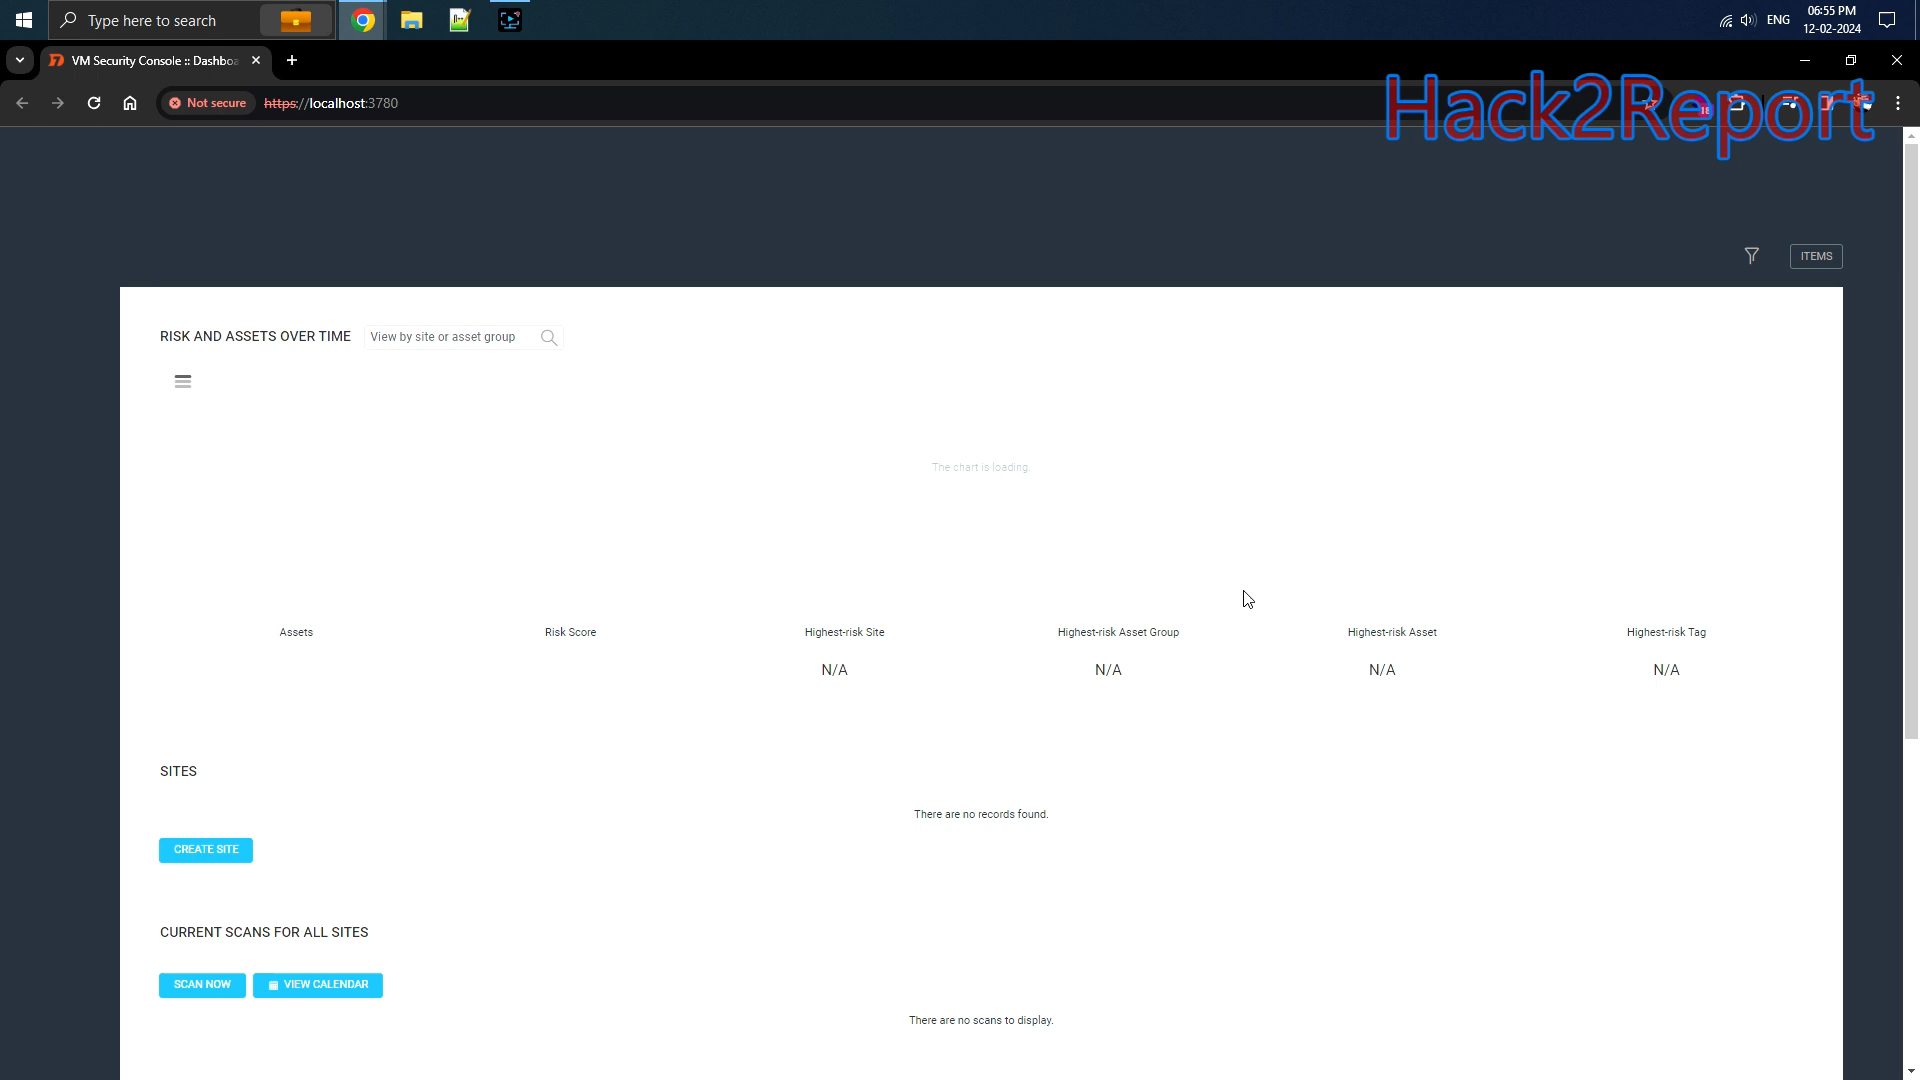 Type here to search
ENG
06:55 PM
12-02-2024
VM Security Console :: Dashboa
Not secure
https://localhost:3780
Hack2Report
ITEMS
RISK AND ASSETS OVER TIME
View by site or asset group
The chart is loading.
Assets
Risk Score
Highest-risk Site
Highest-risk Asset Group
Highest-risk Asset
Highest-risk Tag
N/A
N/A
N/A
N/A
SITES
There are no records found.
CREATE SITE
CURRENT SCANS FOR ALL SITES
SCAN NOW
VIEW CALENDAR
There are no scans to display.